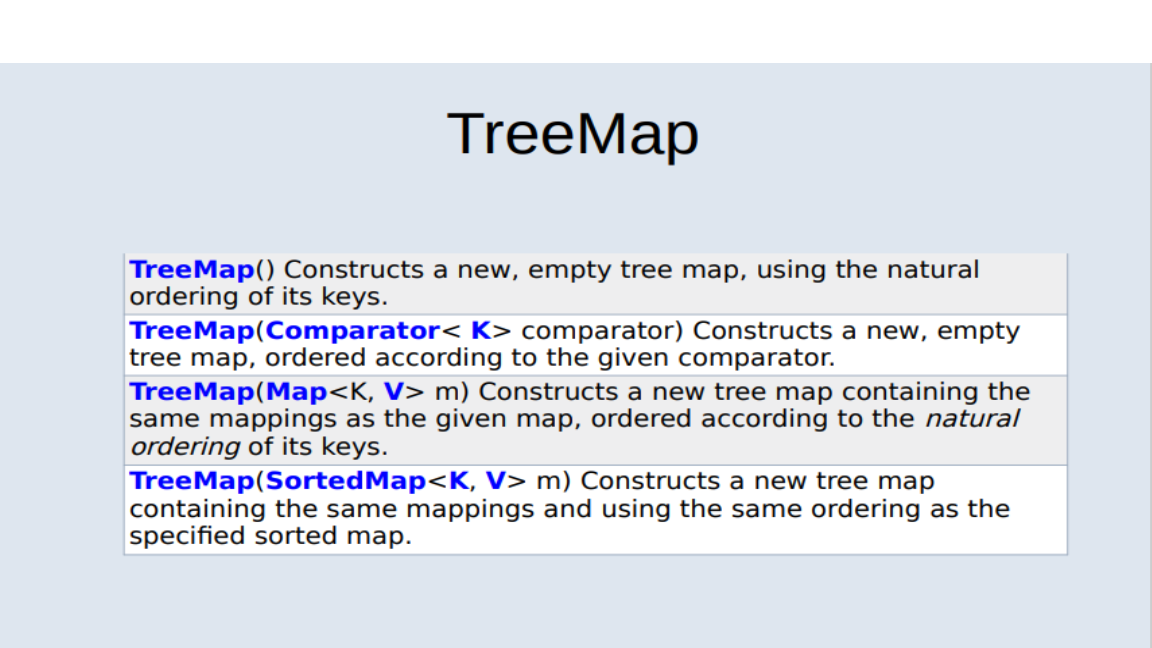 TreeMap
TreeMap() Constructs a new, empty tree map, using the natural
ordering of its keys.
TreeMap(Comparator< K> comparator) Constructs a new, empty
tree map, ordered according to the given comparator.
TreeMap(Map<K, V> m) Constructs a new tree map containing the
same mappings as the given map, ordered according to the natural
ordering of its keys.
TreeMap(SortedMap<K, V> m) Constructs a new tree map
containing the same mappings and using the same ordering as the
specified sorted map.